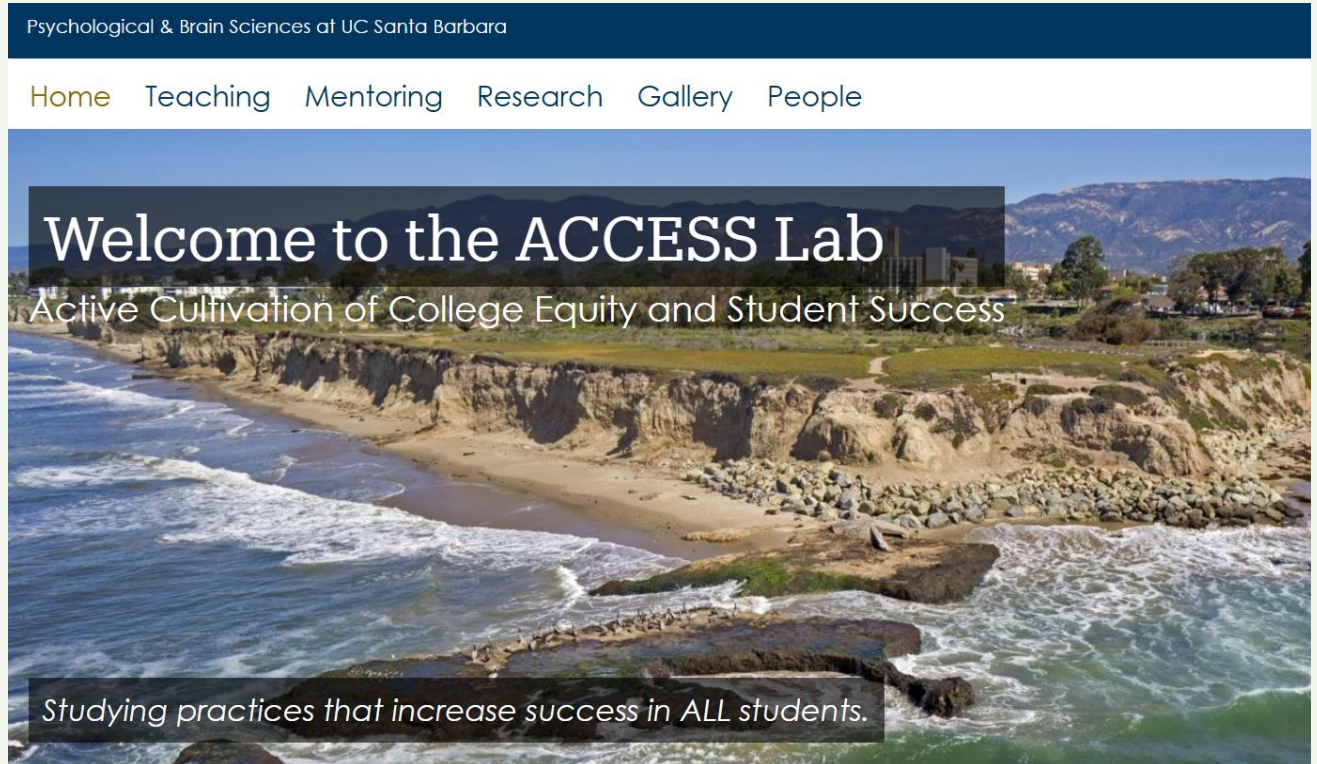 Psychological & Brain Sciences at UC Santa Barbara
Home Teaching Mentoring Research Gallery People
Welcome to the ACCESS Lab
Active Cultivation of College Equity and Student Success
Studying practices that increase success in ALL students.